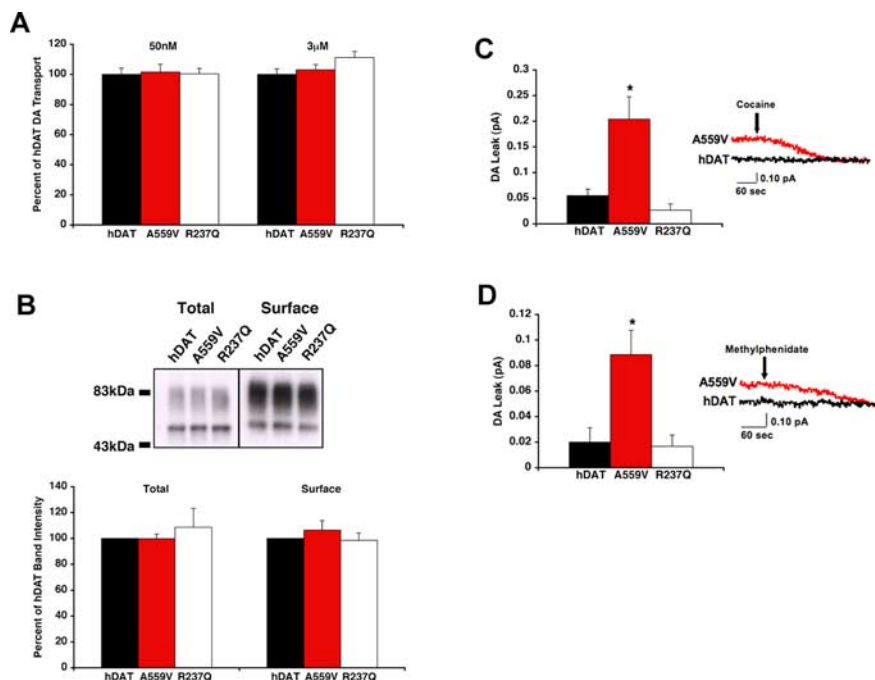 A
50nM
3µM
Percent of hDAT DA Transport
120
100
80
60
40
20
0
hDAT A559V R237Q
hDAT A559V R237Q
B
Total
Surface
hDAT
A559V
R237Q
hDAT
A559V
R237Q
83kDa
43kDa
Percent of hDAT Band Intensity
140
120
100
80
60
40
20
0
Total
Surface
hDAT A559V R237Q
hDAT A559V R237Q
C
DA Leak (pA)
0.3
0.25
0.2
0.15
0.1
0.05
0
*
hDAT A559V R237Q
Cocaine
A559V
hDAT
0.10 pA
60 sec
D
DA Leak (pA)
0.12
0.1
0.08
0.06
0.04
0.02
0
*
hDAT A559V R237Q
Methylphenidate
A559V
hDAT
0.10 pA
60 sec